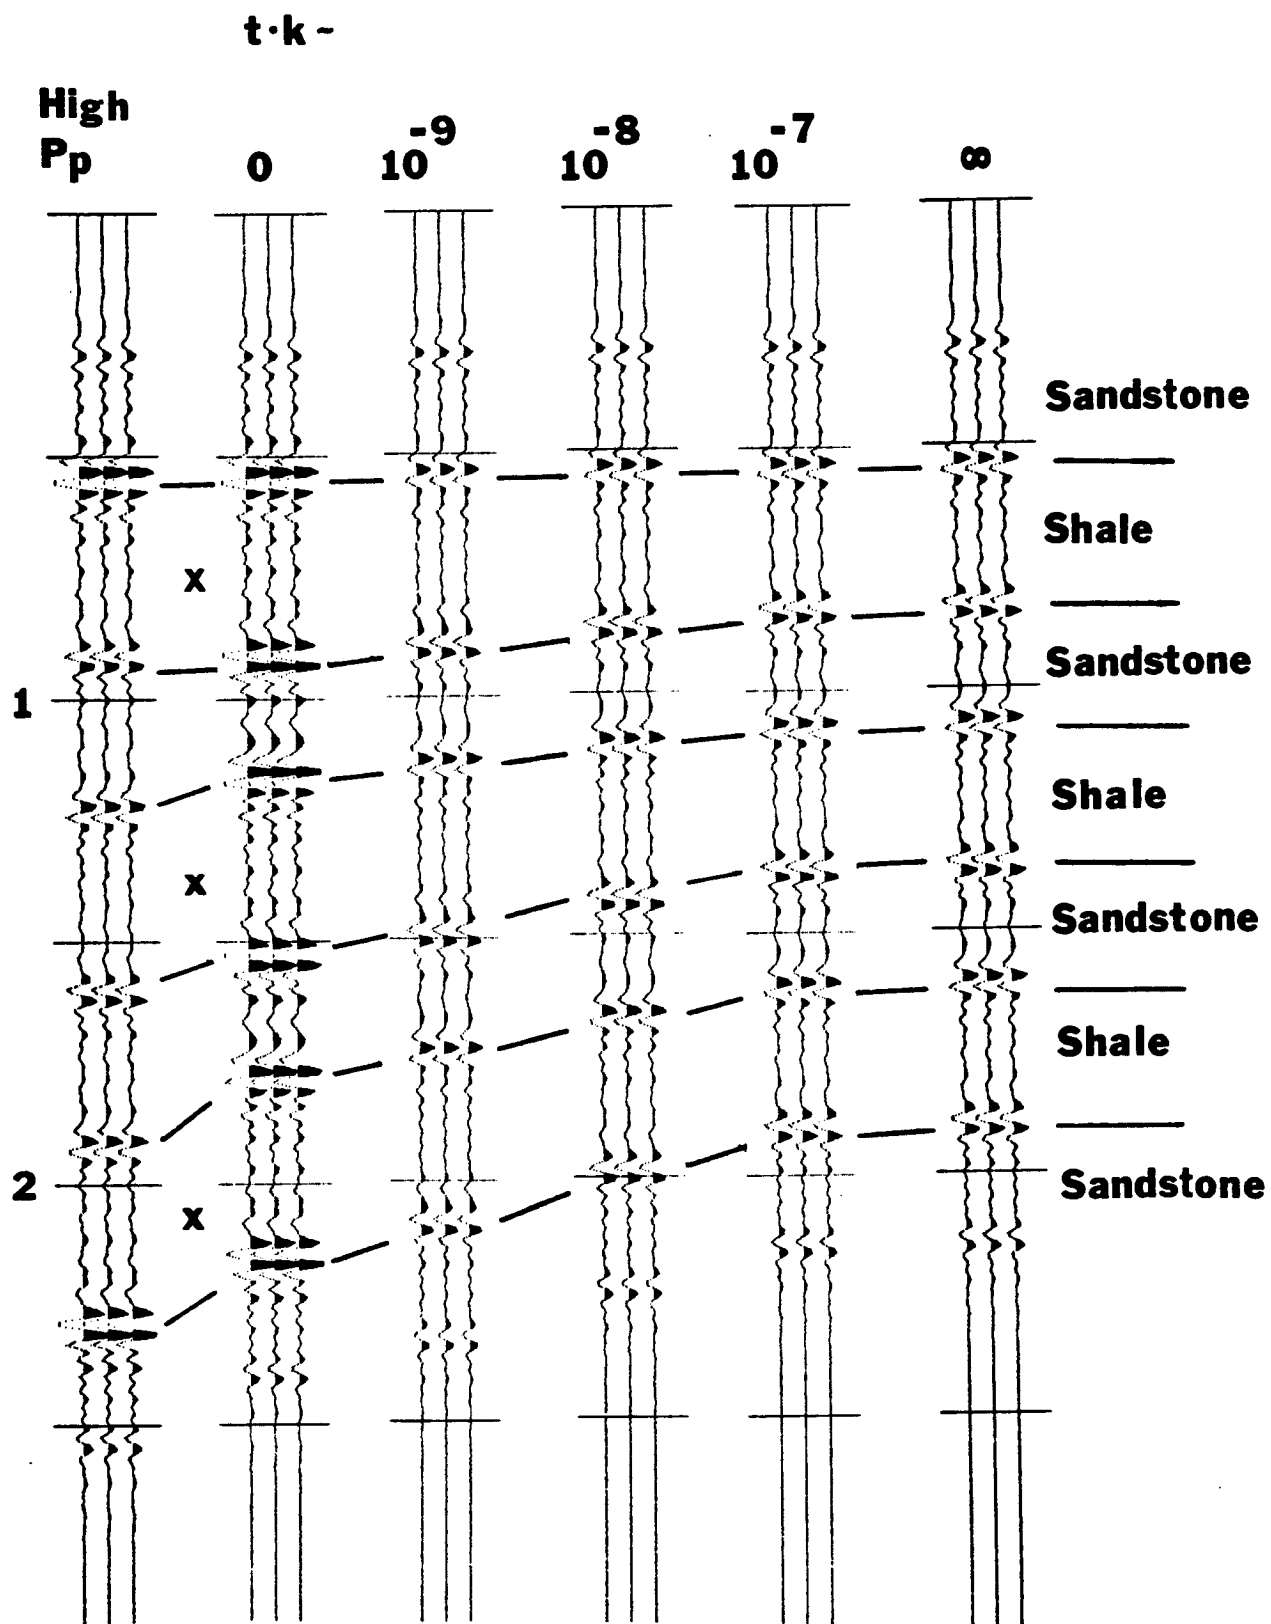 t·k ~
High
Pp
0
10-9
10-8
10-7
∞
Sandstone
Shale
x
Sandstone
1
Shale
x
Sandstone
Shale
2
Sandstone
x